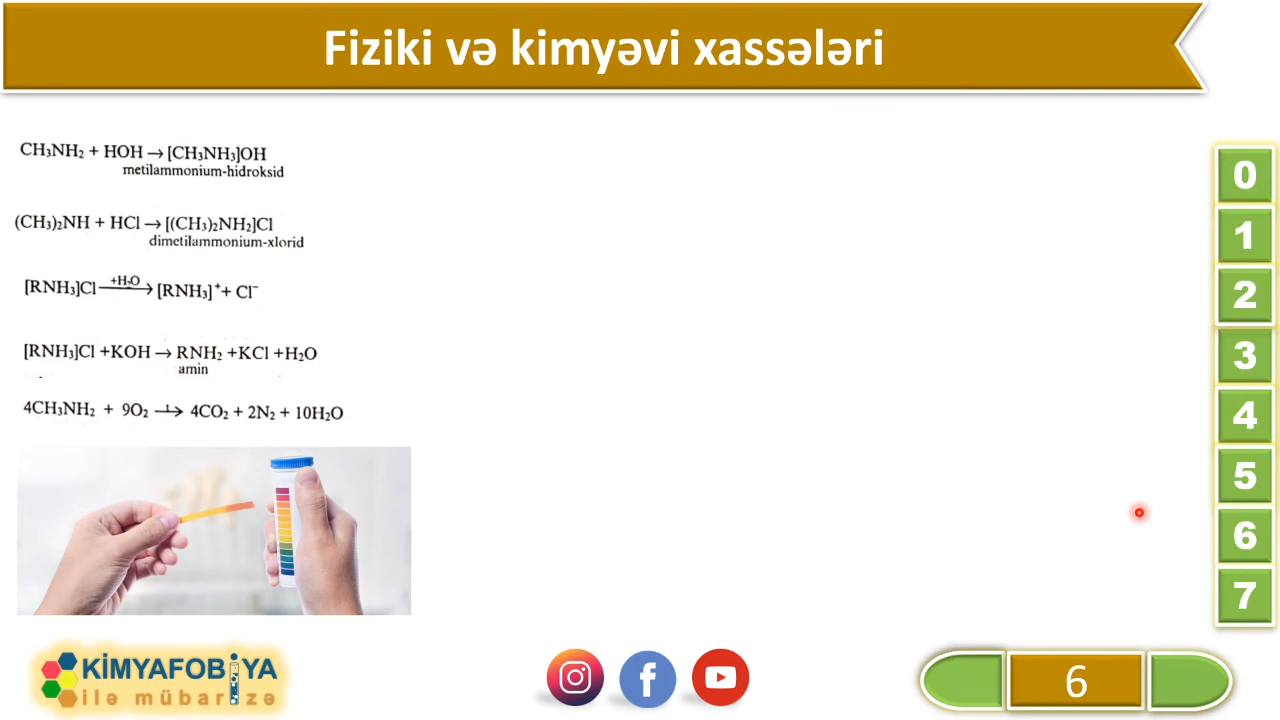 Fiziki və kimyəvi xassələri
CH₃NH₂ + HOH → [CH₃NH₃]OH
metilammonium-hidroksid
(CH₃)₂NH + HCl → [(CH₃)₂NH₂]Cl
dimetilammonium-xlorid
+H₂O
[RNH₃]Cl → [RNH₃]⁺ + Cl⁻
[RNH₃]Cl +KOH → RNH₂ +KCl +H₂O
amin
4CH₃NH₂ + 9O₂ → 4CO₂ + 2N₂ + 10H₂O
0
1
2
3
4
5
6
7
KİMYAFOBİYA
ilə mübarizə
6